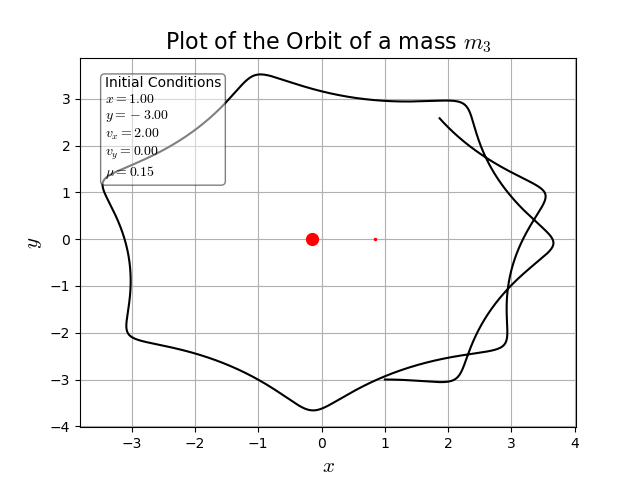 Plot of the Orbit of a mass m₃
Initial Conditions
x = 1.00
y = − 3.00
vₓ = 2.00
v_y = 0.00
μ = 0.15
3
2
1
0
−1
−2
−3
−4
y
−3 −2 −1 0 1 2 3 4
x